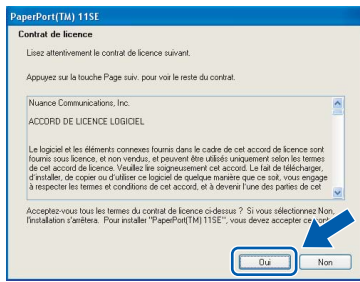 PaperPort(TM) 11SE
Contrat de licence
Lisez attentivement le contrat de licence suivant.
Appuyez sur la touche Page suiv. pour voir le reste du contrat.
Nuance Communications, Inc.
ACCORD DE LICENCE LOGICIEL
Le logiciel et les éléments connexes fournis dans le cadre de cet accord de licence sont
fournis sous licence, et non vendus, et peuvent être utilisés uniquement selon les termes
de cet accord de licence. Veuillez lire soigneusement cet accord. Le fait de télécharger,
d'installer, de copier ou d'utiliser ce logiciel de quelque manière que ce soit, vous engage
à respecter les termes et conditions de cet accord, et à devenir l'une des parties de cet
Acceptez-vous tous les termes du contrat de licence ci-dessus ? Si vous sélectionnez Non,
l'installation s'arrêtera. Pour installer "PaperPort(TM) 11SE", vous devez accepter ce
Oui
Non